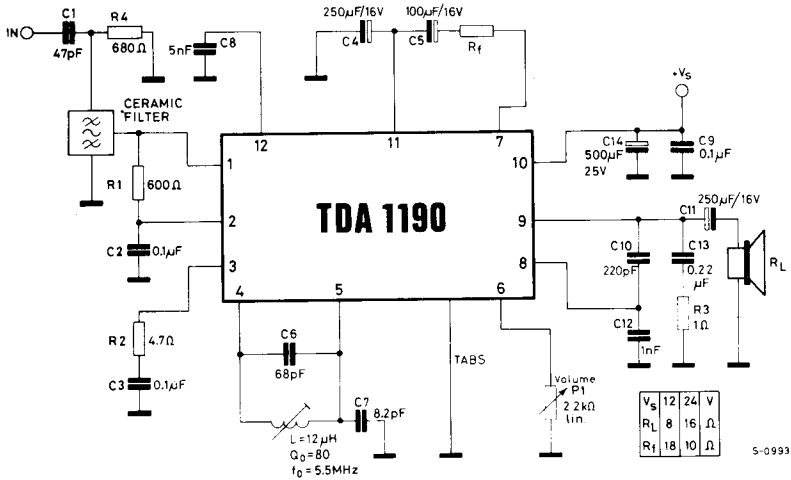 IN
C1
47pF
R4
680Ω
5nF
C8
250µF/16V
C4
100µF/16V
C5
Rf
+Vs
CERAMIC
FILTER
12
11
7
1
R1
600Ω
2
C2
0.1µF
3
R2
4.7Ω
C3
0.1µF
TDA 1190
10
C14
500µF
25V
C9
0.1µF
9
C11
250µF/16V
8
C10
220pF
C13
0.22
µF
RL
R3
1Ω
C12
1nF
4
5
6
C6
68pF
C7
8.2pF
L=12µH
Q0=80
f0=5.5MHz
TABS
Volume
P1
2.2kΩ
lin.
Vs 12 24 V
RL 8 16 Ω
Rf 18 10 Ω
S-0993